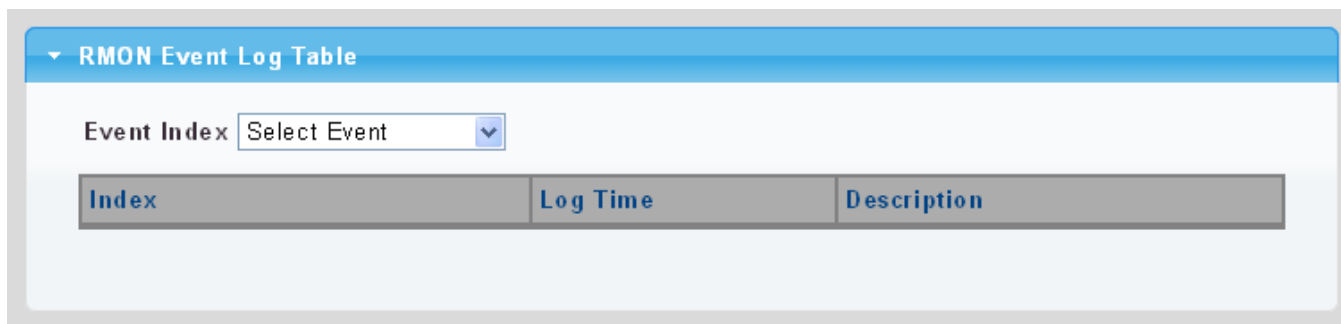 RMON Event Log Table
Event Index Select Event
Index Log Time Description